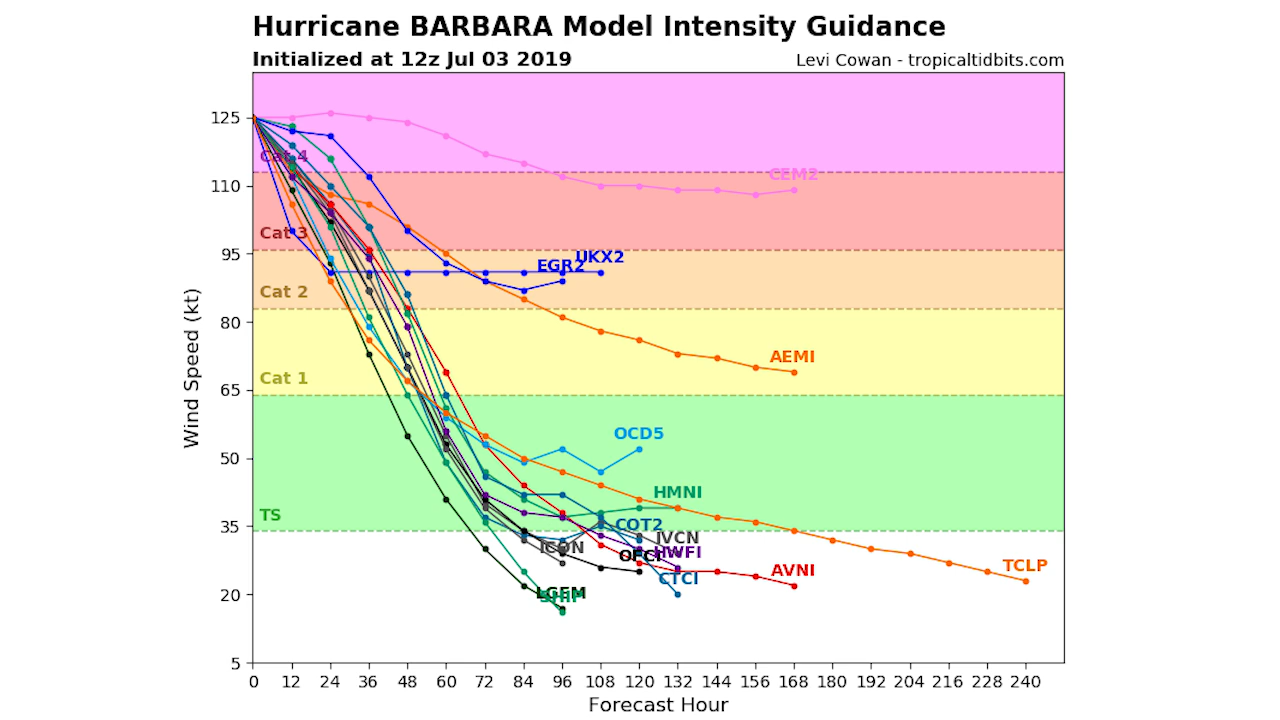 Hurricane BARBARA Model Intensity Guidance
Initialized at 12z Jul 03 2019
Levi Cowan - tropicaltidbits.com
Wind Speed (kt)
125
110
95
80
65
50
35
20
5
Cat 4
Cat 3
Cat 2
Cat 1
TS
CEM2
UKX2
EGR2
AEMI
OCD5
HMNI
COT2
JVCN
ICON
HWFI
OFCI
TCLP
AVNI
CTCI
LGEM
SHIP
0 12 24 36 48 60 72 84 96 108 120 132 144 156 168 180 192 204 216 228 240
Forecast Hour